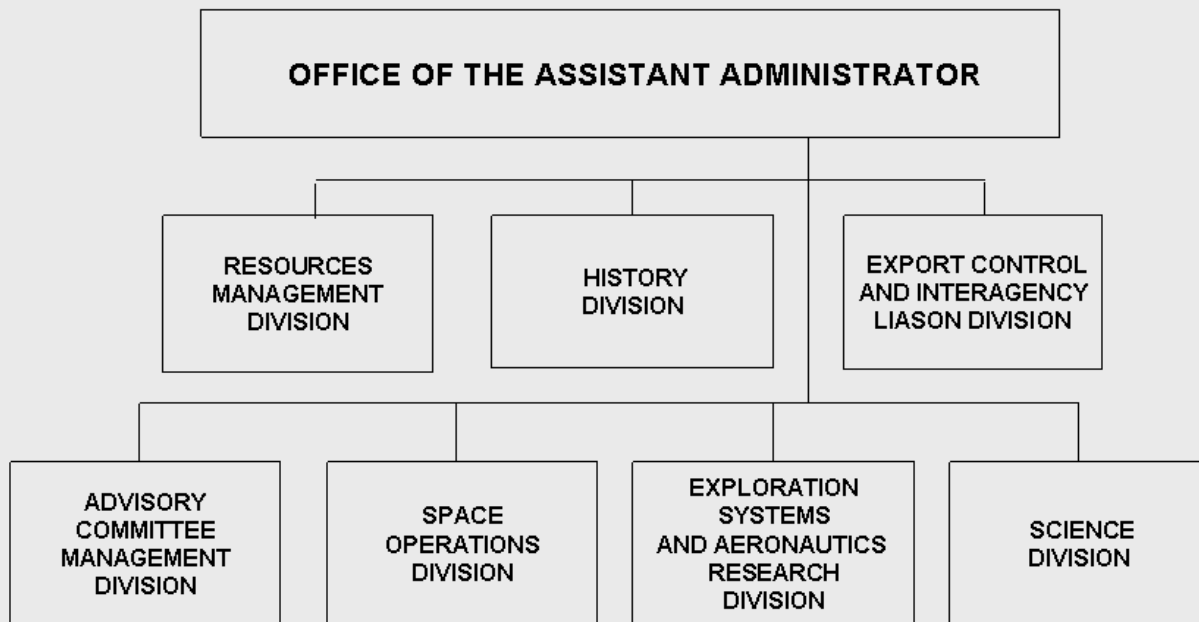 OFFICE OF THE ASSISTANT ADMINISTRATOR
RESOURCES
MANAGEMENT
DIVISION
HISTORY
DIVISION
EXPORT CONTROL
AND INTERAGENCY
LIASON DIVISION
ADVISORY
COMMITTEE
MANAGEMENT
DIVISION
SPACE
OPERATIONS
DIVISION
EXPLORATION
SYSTEMS
AND AERONAUTICS
RESEARCH
DIVISION
SCIENCE
DIVISION